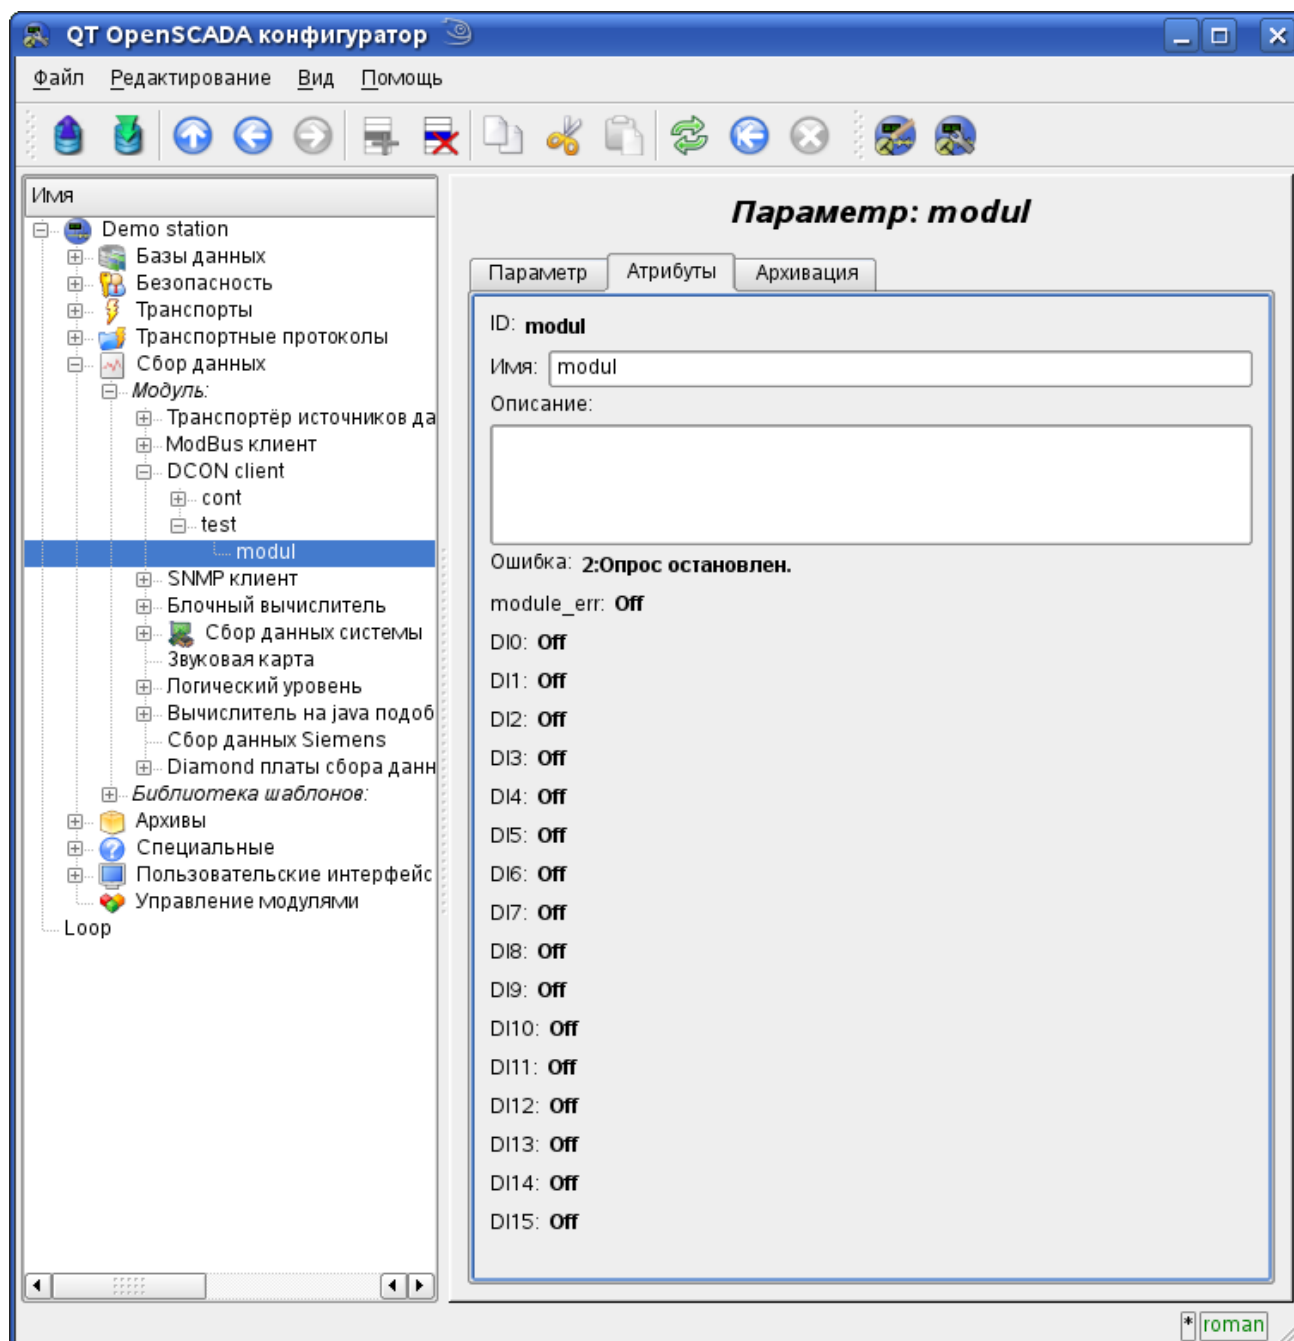 QT OpenSCADA конфигуратор
Файл Редактирование Вид Помощь
Имя
Demo station
Базы данных
Безопасность
Транспорты
Транспортные протоколы
Сбор данных
Модуль:
Транспортёр источников да
ModBus клиент
DCON client
cont
test
modul
SNMP клиент
Блочный вычислитель
Сбор данных системы
Звуковая карта
Логический уровень
Вычислитель на java подоб
Сбор данных Siemens
Diamond платы сбора данн
Библиотека шаблонов:
Архивы
Специальные
Пользовательские интерфейс
Управление модулями
Loop
Параметр: modul
Параметр Атрибуты Архивация
ID: modul
Имя: modul
Описание:
Ошибка: 2:Опрос остановлен.
module_err: Off
DI0: Off
DI1: Off
DI2: Off
DI3: Off
DI4: Off
DI5: Off
DI6: Off
DI7: Off
DI8: Off
DI9: Off
DI10: Off
DI11: Off
DI12: Off
DI13: Off
DI14: Off
DI15: Off
* roman